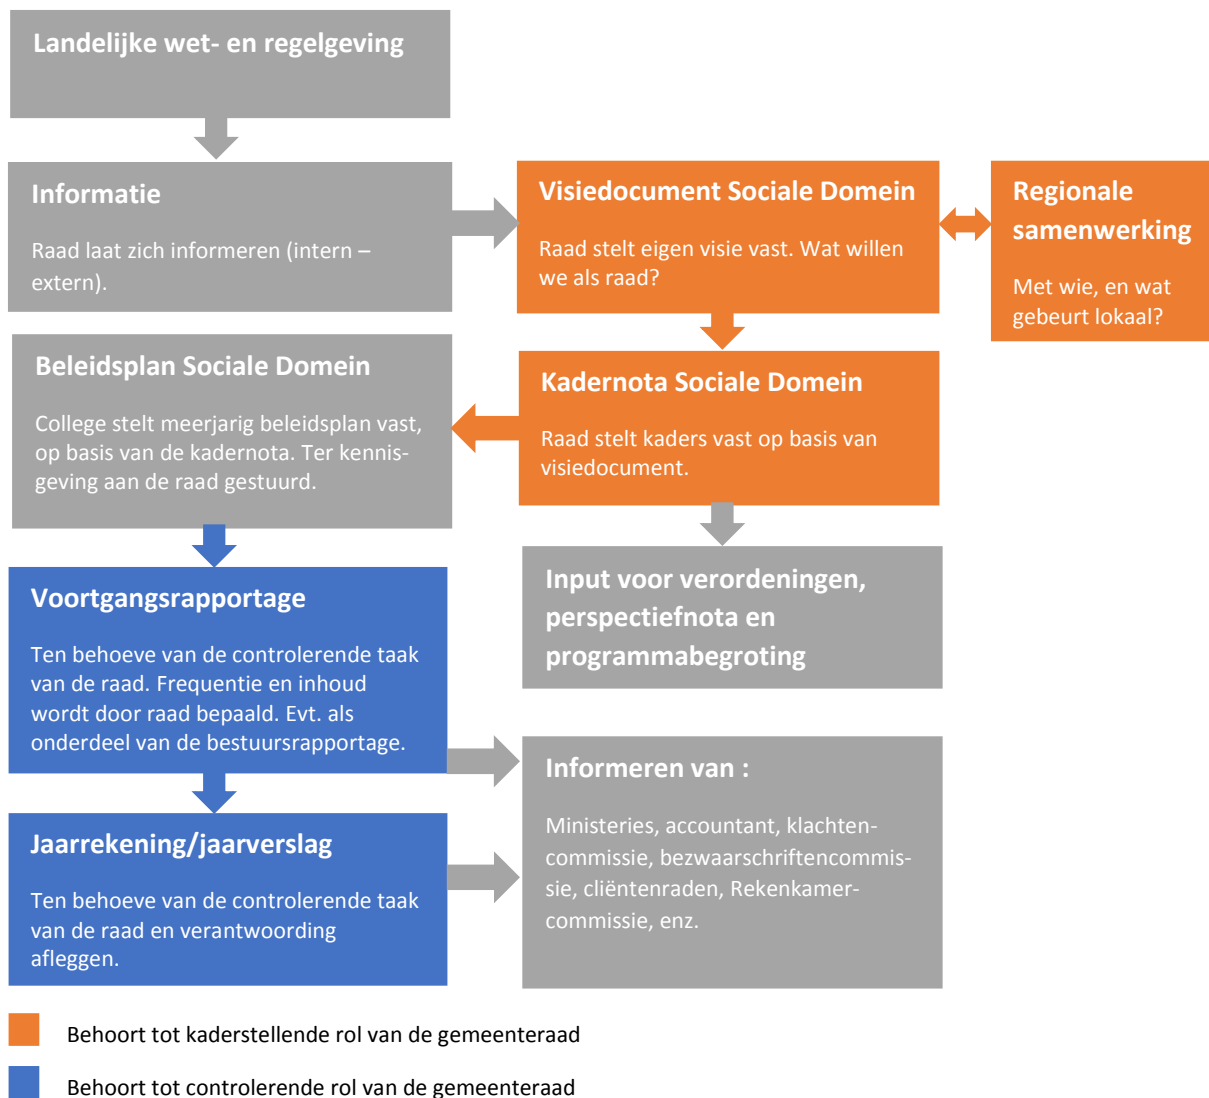 Landelijke wet- en regelgeving
Informatie
Raad laat zich informeren (intern –
extern).
Visiedocument Sociale Domein
Raad stelt eigen visie vast. Wat willen
we als raad?
Regionale
samenwerking
Met wie, en wat
gebeurt lokaal?
Beleidsplan Sociale Domein
College stelt meerjarig beleidsplan vast,
op basis van de kadernota. Ter kennis-
geving aan de raad gestuurd.
Kadernota Sociale Domein
Raad stelt kaders vast op basis van
visiedocument.
Voortgangsrapportage
Ten behoeve van de controlerende taak
van de raad. Frequentie en inhoud
wordt door raad bepaald. Evt. als
onderdeel van de bestuursrapportage.
Input voor verordeningen,
perspectiefnota en
programmabegroting
Jaarrekening/jaarverslag
Ten behoeve van de controlerende taak
van de raad en verantwoording
afleggen.
Informeren van :
Ministeries, accountant, klachten-
commissie, bezwaarschriftencommis-
sie, cliëntenraden, Rekenkamer-
commissie, enz.
Behoort tot kaderstellende rol van de gemeenteraad
Behoort tot controlerende rol van de gemeenteraad